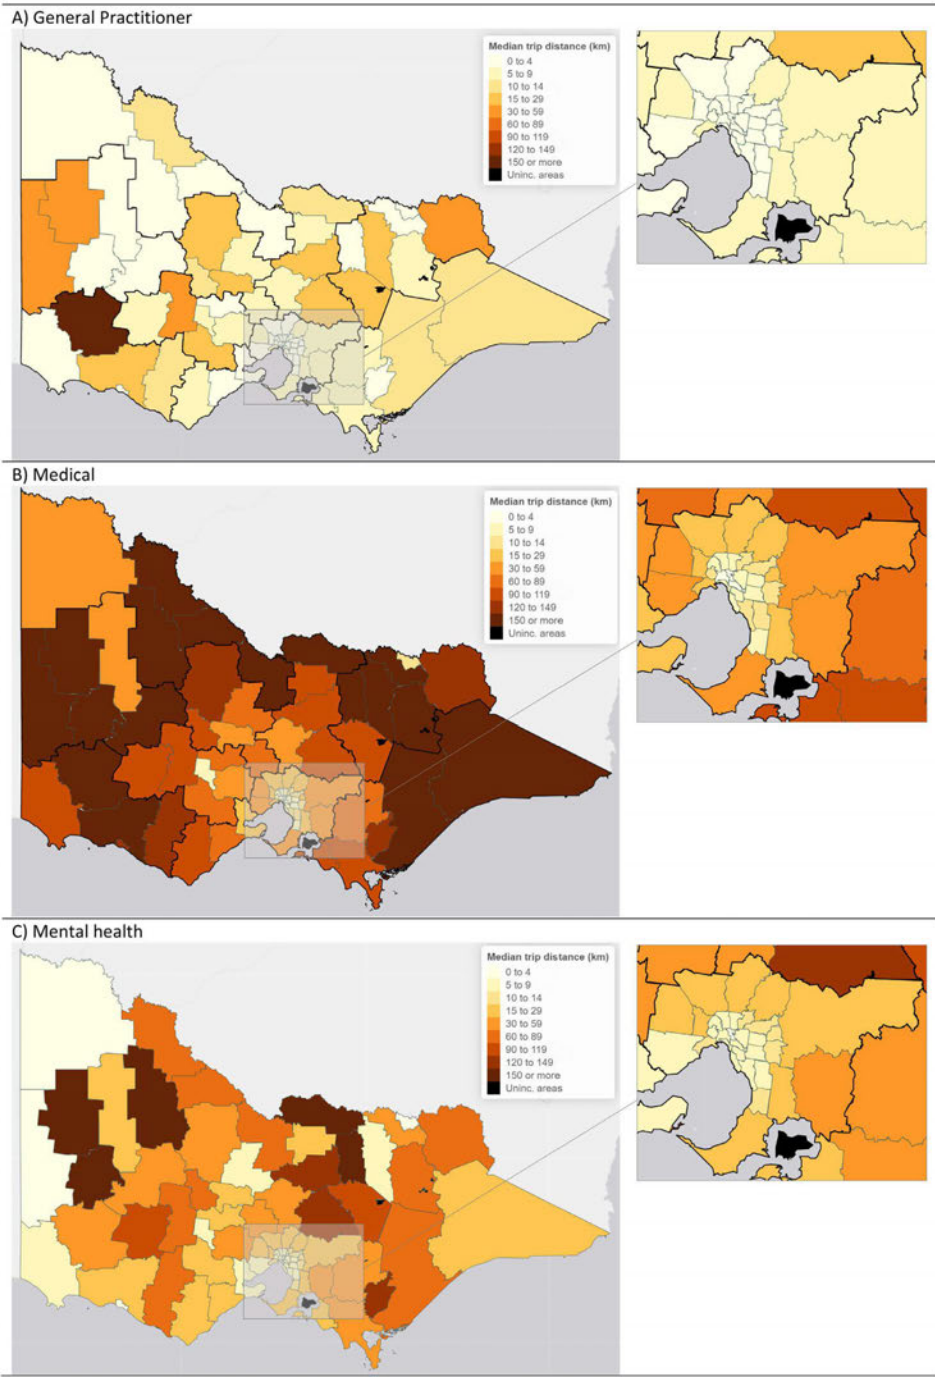 A) General Practitioner
Median trip distance (km)
0 to 4
5 to 9
10 to 14
15 to 29
30 to 59
60 to 89
90 to 119
120 to 149
150 or more
Uninc. areas
B) Medical
Median trip distance (km)
0 to 4
5 to 9
10 to 14
15 to 29
30 to 59
60 to 89
90 to 119
120 to 149
150 or more
Uninc. areas
C) Mental health
Median trip distance (km)
0 to 4
5 to 9
10 to 14
15 to 29
30 to 59
60 to 89
90 to 119
120 to 149
150 or more
Uninc. areas